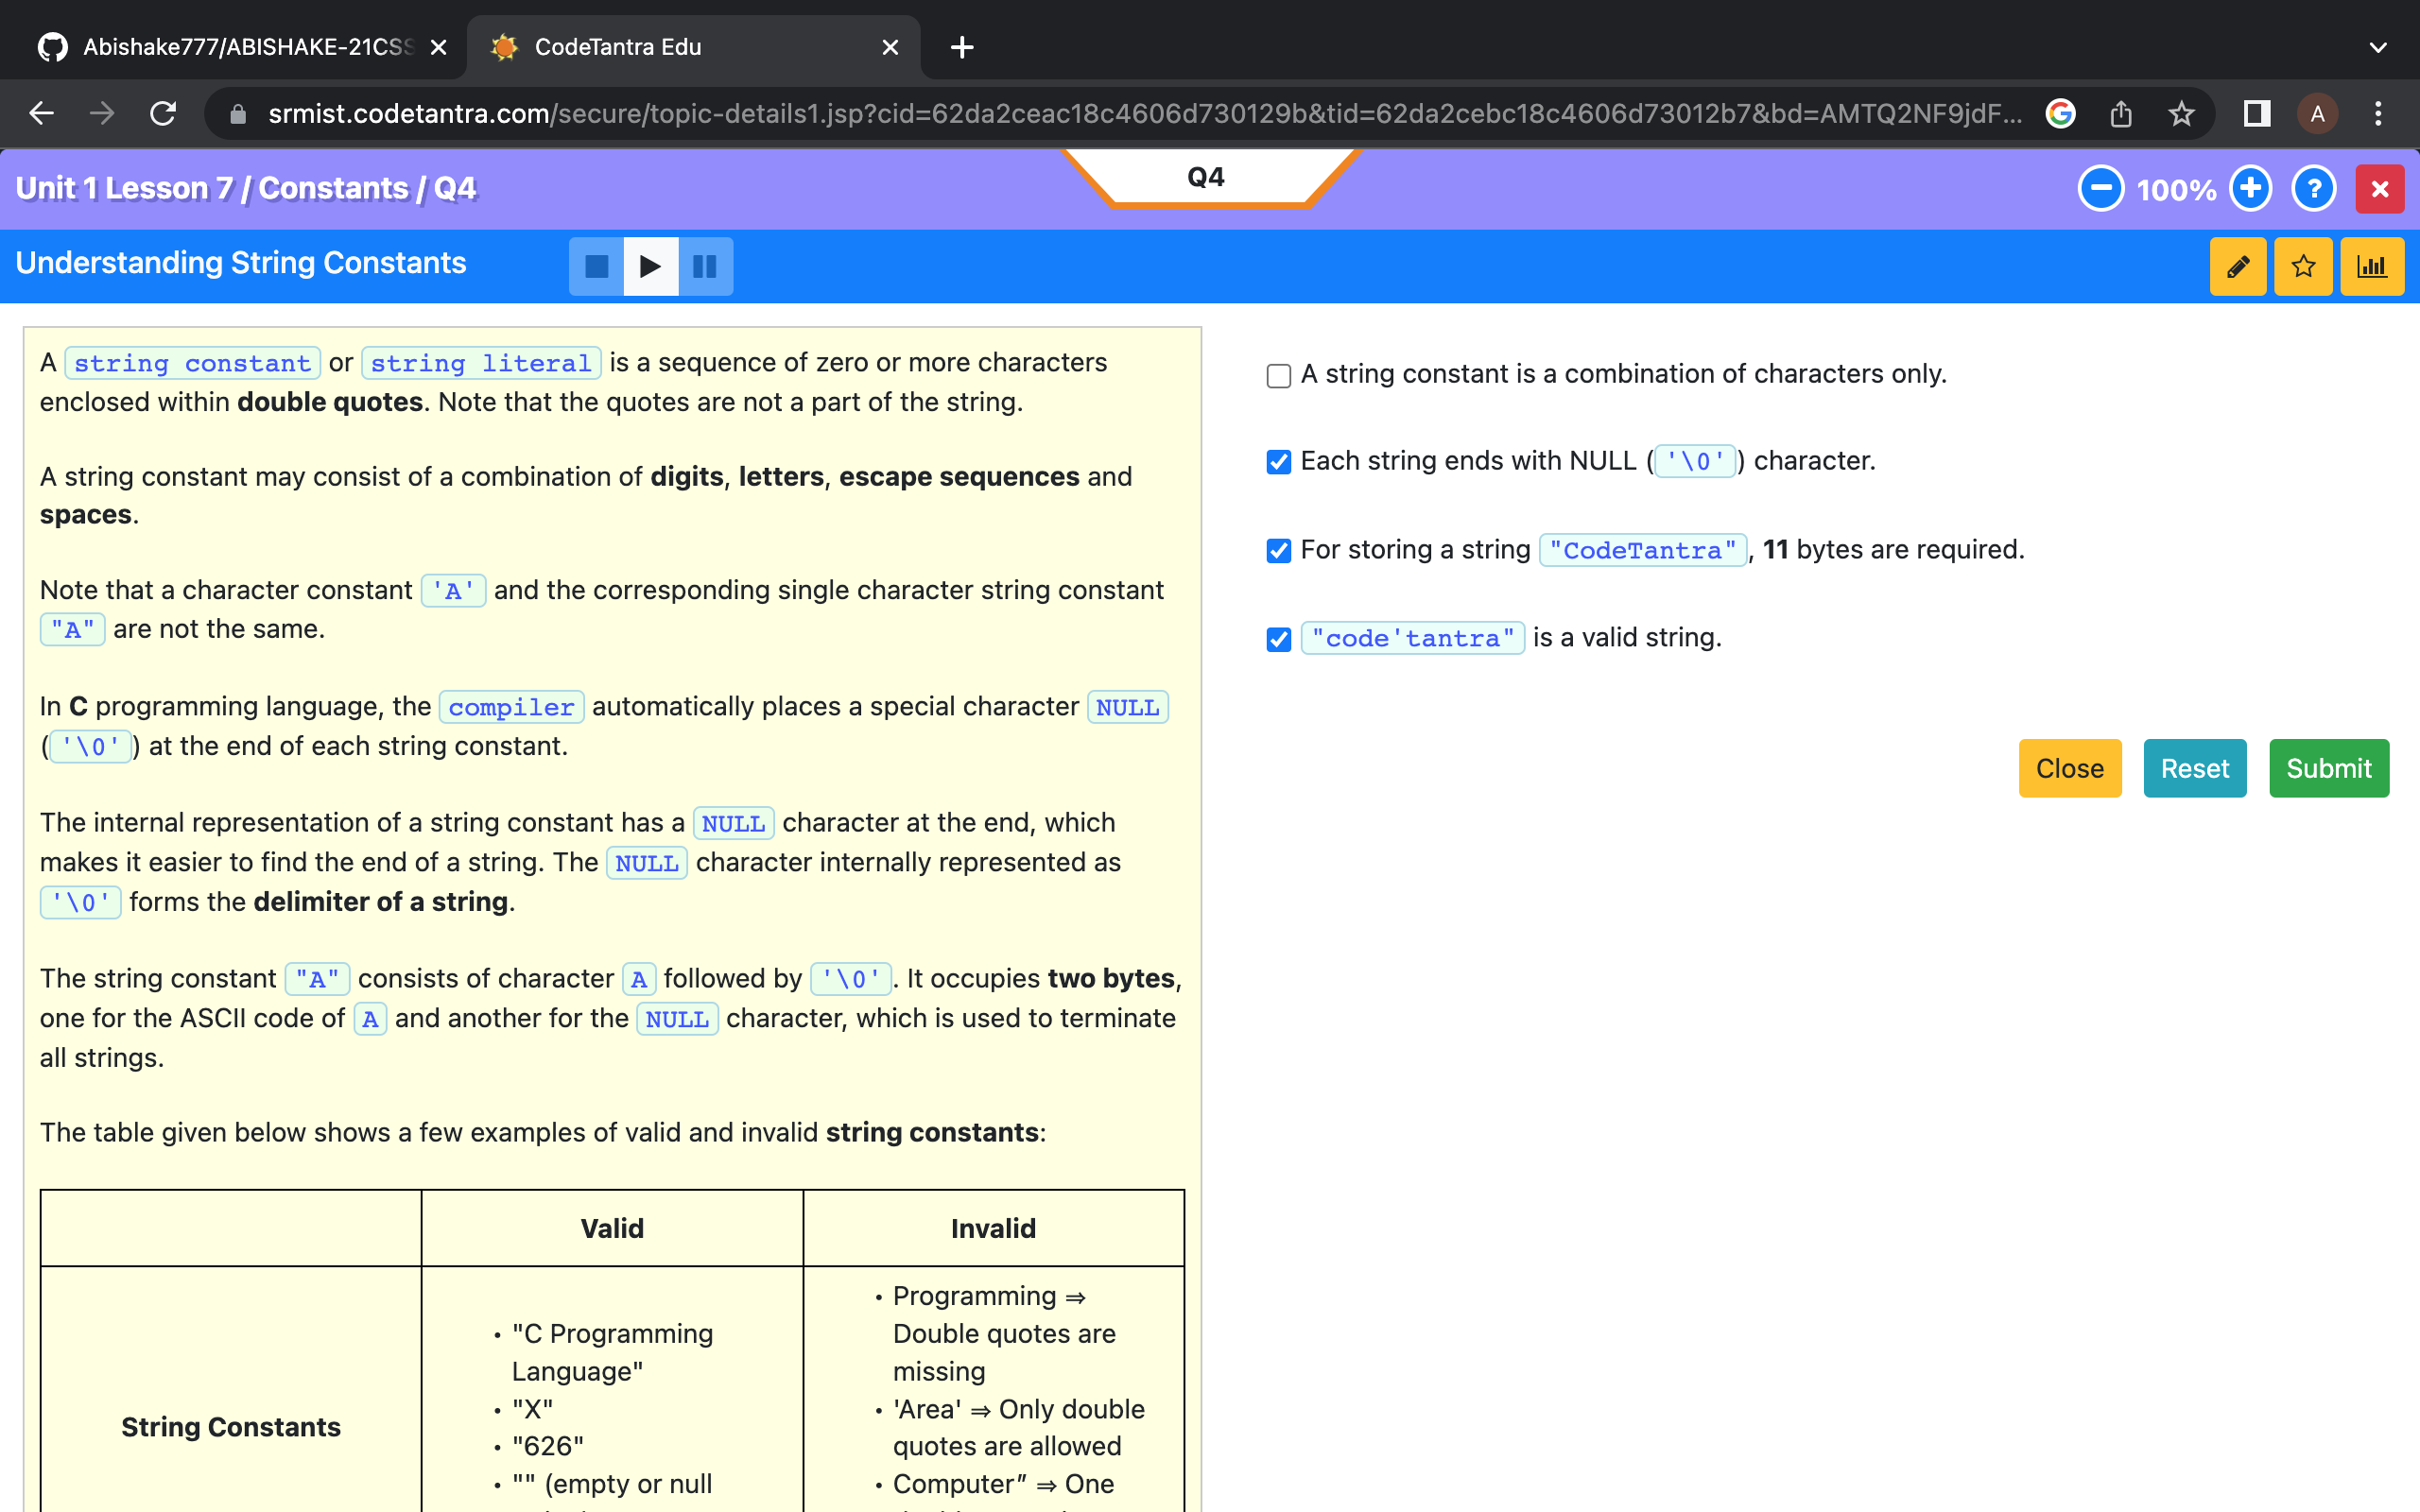 Abishake777/ABISHAKE-21CSS
CodeTantra Edu
srmist.codetantra.com/secure/topic-details1.jsp?cid=62da2ceac18c4606d730129b&tid=62da2cebc18c4606d73012b7&bd=AMTQ2NF9jdF...
A
Unit 1 Lesson 7 / Constants / Q4
Q4
100%
?
Understanding String Constants
A string constant or string literal is a sequence of zero or more characters
enclosed within double quotes. Note that the quotes are not a part of the string.
A string constant may consist of a combination of digits, letters, escape sequences and
spaces.
Note that a character constant 'A' and the corresponding single character string constant
"A" are not the same.
In C programming language, the compiler automatically places a special character NULL
('\0') at the end of each string constant.
The internal representation of a string constant has a NULL character at the end, which
makes it easier to find the end of a string. The NULL character internally represented as
'\0' forms the delimiter of a string.
The string constant "A" consists of character A followed by '\0'. It occupies two bytes,
one for the ASCII code of A and another for the NULL character, which is used to terminate
all strings.
The table given below shows a few examples of valid and invalid string constants:
Valid
Invalid
String Constants
• "C Programming
Language"
• "X"
• "626"
• "" (empty or null
• Programming ⇒
Double quotes are
missing
• 'Area' ⇒ Only double
quotes are allowed
• Computer” ⇒ One
A string constant is a combination of characters only.
Each string ends with NULL ('\0') character.
For storing a string "CodeTantra", 11 bytes are required.
"code'tantra" is a valid string.
Close
Reset
Submit